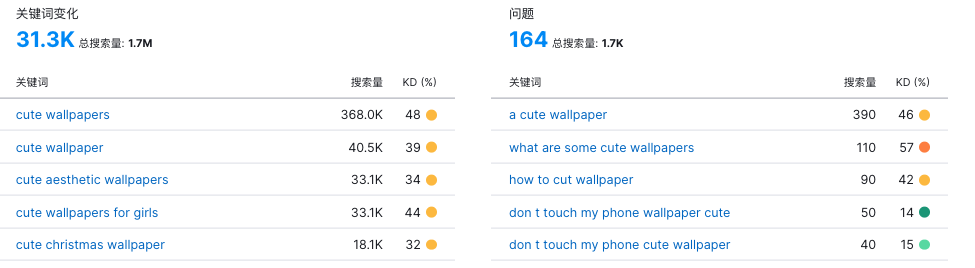 关键词变化
31.3K 总搜索量: 1.7M
关键词 搜索量 KD (%)
cute wallpapers 368.0K 48
cute wallpaper 40.5K 39
cute aesthetic wallpapers 33.1K 34
cute wallpapers for girls 33.1K 44
cute christmas wallpaper 18.1K 32
问题
164 总搜索量: 1.7K
关键词 搜索量 KD (%)
a cute wallpaper 390 46
what are some cute wallpapers 110 57
how to cut wallpaper 90 42
don t touch my phone wallpaper cute 50 14
don t touch my phone cute wallpaper 40 15